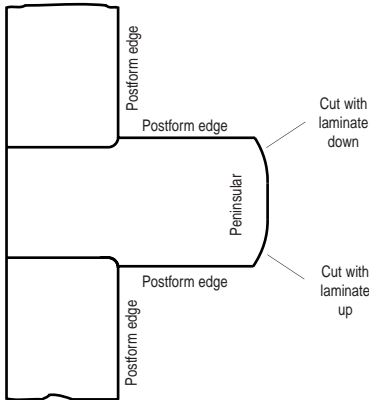 Postform edge
Postform edge
Cut with
laminate
down
Peninsular
Postform edge
Cut with
laminate
up
Postform edge